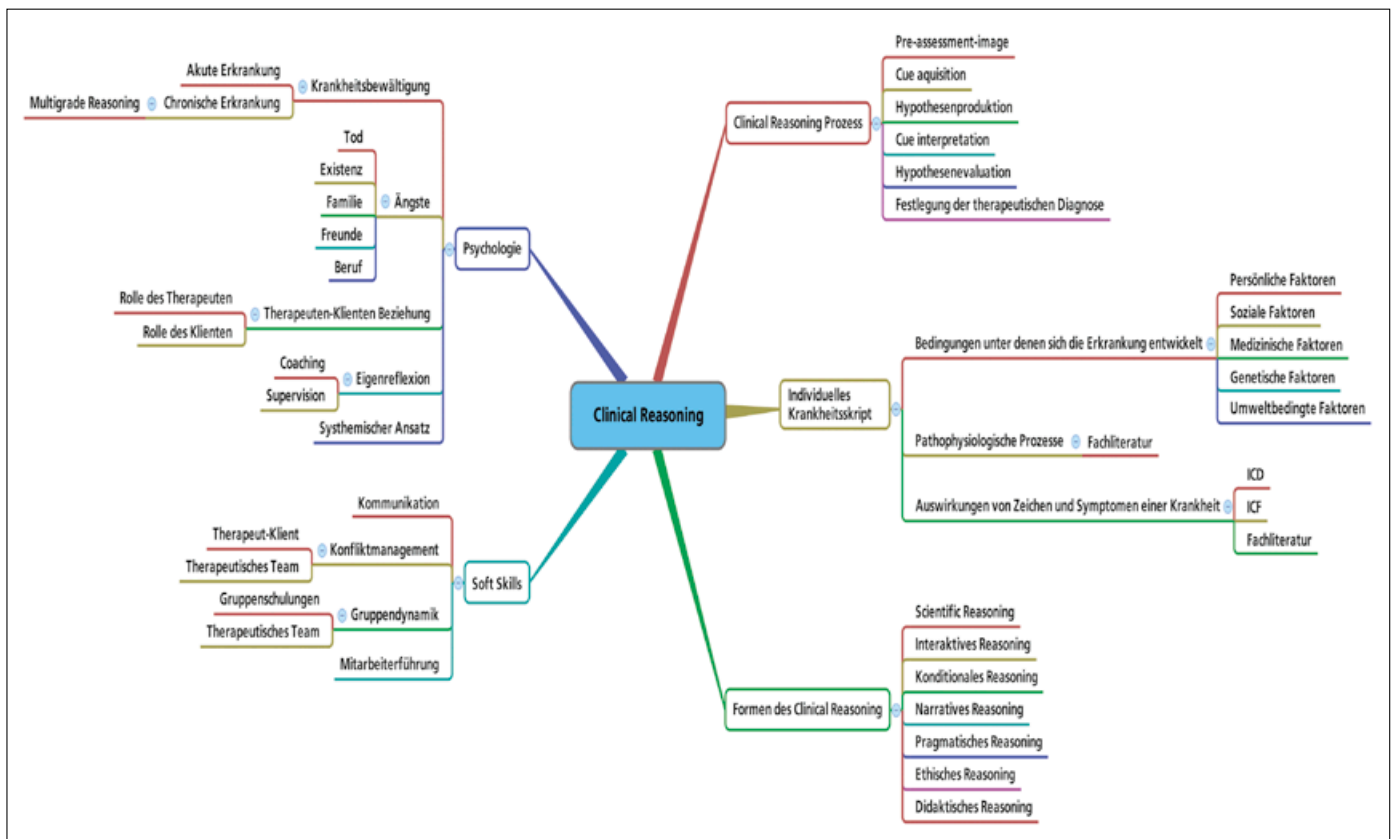 Clinical Reasoning
Clinical Reasoning Prozess
Pre-assessment-image
Cue aquisition
Hypothesenproduktion
Cue interpretation
Hypothesenevaluation
Festlegung der therapeutischen Diagnose
Individuelles
Krankheitsskript
Bedingungen unter denen sich die Erkrankung entwickelt
Persönliche Faktoren
Soziale Faktoren
Medizinische Faktoren
Genetische Faktoren
Umweltbedingte Faktoren
Pathophysiologische Prozesse
Fachliteratur
Auswirkungen von Zeichen und Symptomen einer Krankheit
ICD
ICF
Fachliteratur
Formen des Clinical Reasoning
Scientific Reasoning
Interaktives Reasoning
Konditionales Reasoning
Narratives Reasoning
Pragmatisches Reasoning
Ethisches Reasoning
Didaktisches Reasoning
Psychologie
Krankheitsbewältigung
Akute Erkrankung
Chronische Erkrankung
Multigrade Reasoning
Ängste
Tod
Existenz
Familie
Freunde
Beruf
Therapeuten-Klienten Beziehung
Rolle des Therapeuten
Rolle des Klienten
Eigenreflexion
Coaching
Supervision
Systhemischer Ansatz
Soft Skills
Kommunikation
Konfliktmanagement
Therapeut-Klient
Therapeutisches Team
Gruppendynamik
Gruppenschulungen
Therapeutisches Team
Mitarbeiterführung